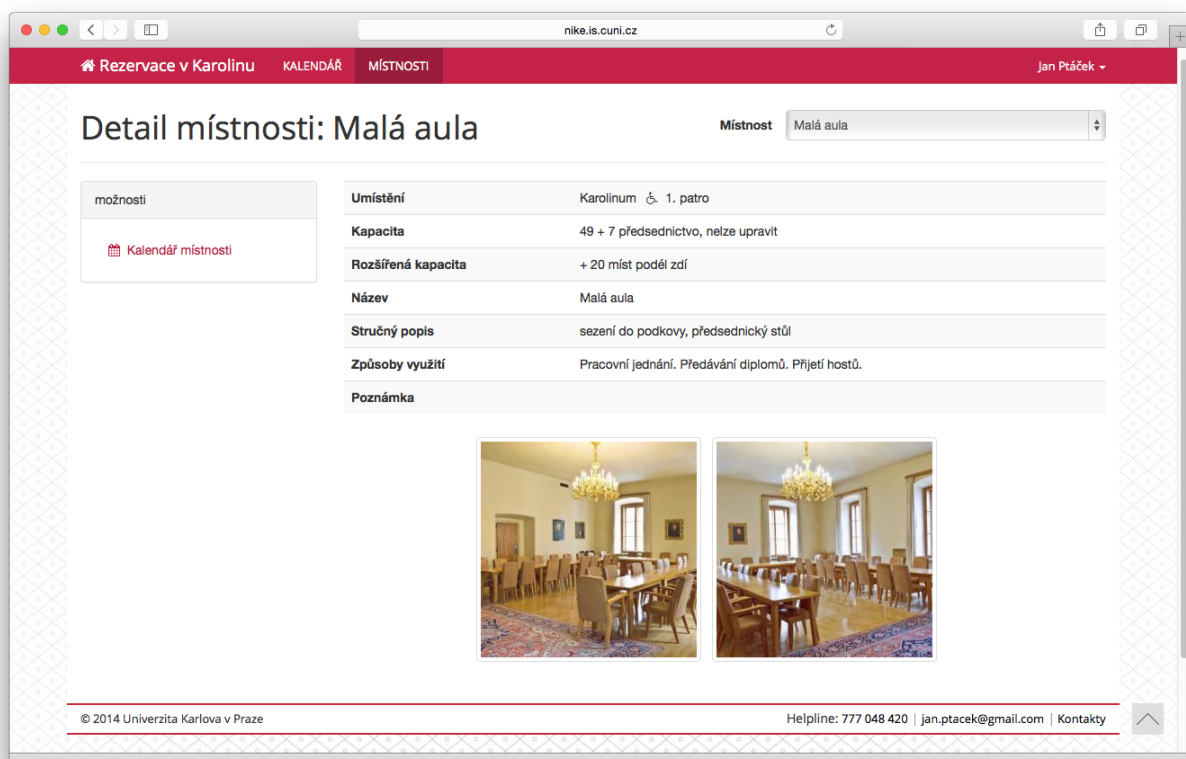 nike.is.cuni.cz
Rezervace v Karolinu KALENDÁŘ MÍSTNOSTI Jan Ptáček
Detail místnosti: Malá aula
Místnost Malá aula
možnosti
Kalendář místnosti
Umístění Karolinum 1. patro
Kapacita 49 + 7 předsednictvo, nelze upravit
Rozšířená kapacita + 20 míst podél zdí
Název Malá aula
Stručný popis sezení do podkovy, předsednický stůl
Způsoby využití Pracovní jednání. Předávání diplomů. Přijetí hostů.
Poznámka
© 2014 Univerzita Karlova v Praze
Helpline: 777 048 420 | jan.ptacek@gmail.com | Kontakty